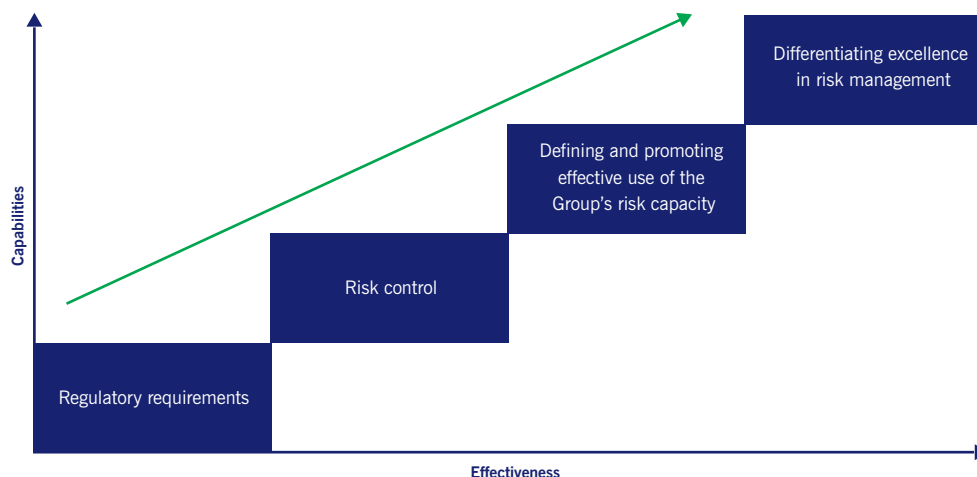 Differentiating excellence
in risk management
Defining and promoting
effective use of the
Group’s risk capacity
Capabilities
Risk control
Regulatory requirements
Effectiveness